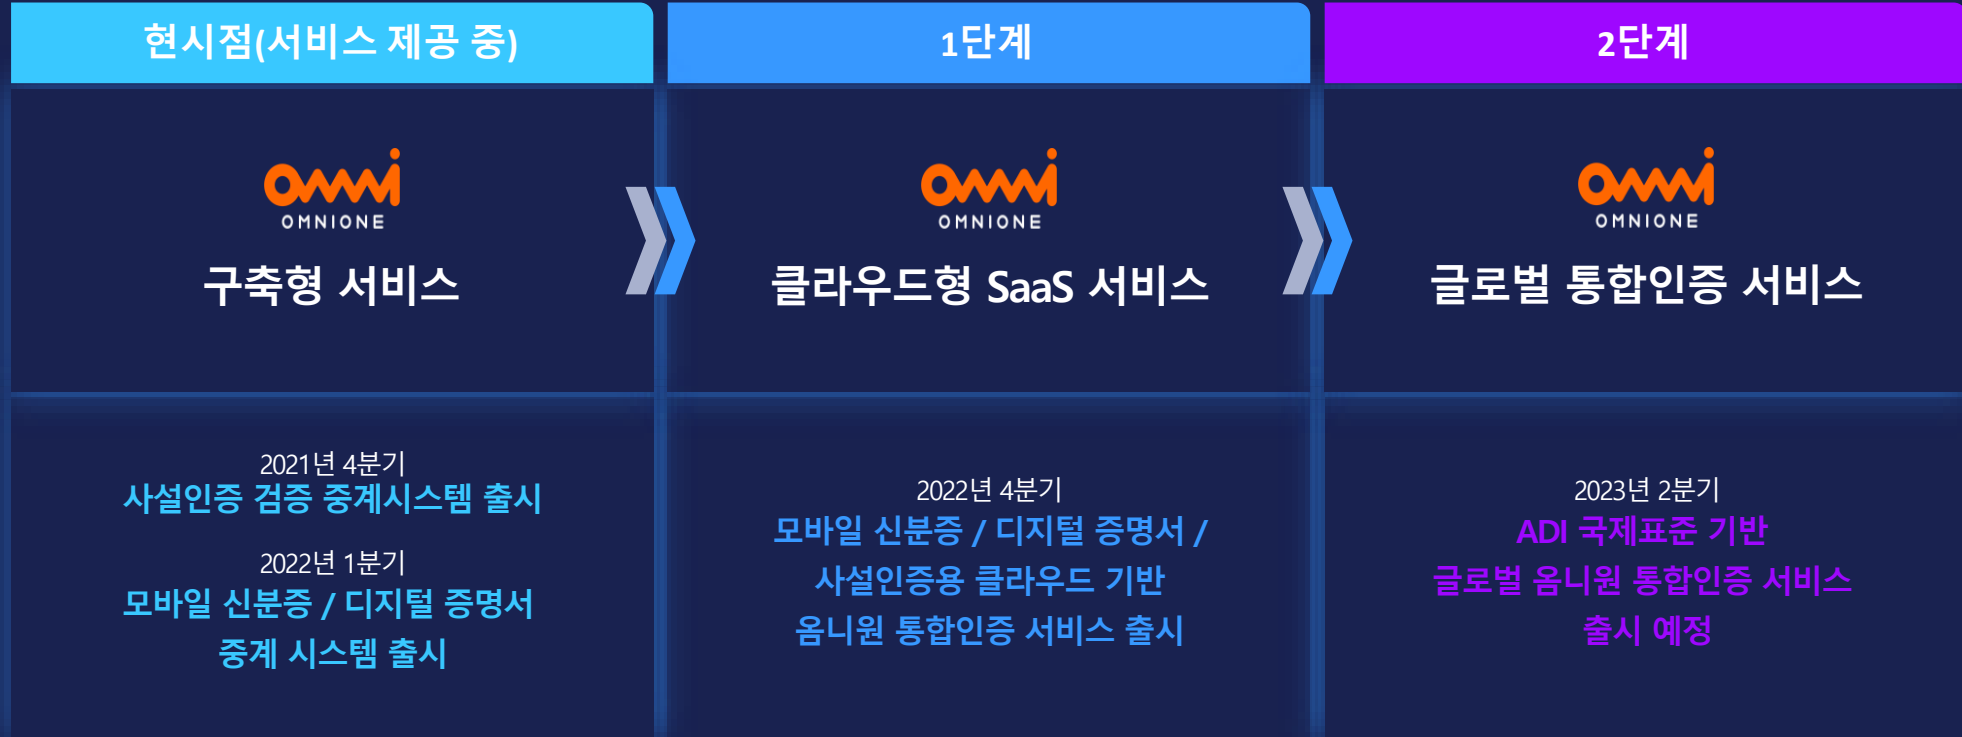 현시점(서비스 제공 중)
1단계
2단계
omni
OMNIONE
구축형 서비스
omni
OMNIONE
클라우드형 SaaS 서비스
omni
OMNIONE
글로벌 통합인증 서비스
2021년 4분기
사설인증 검증 중계시스템 출시
2022년 1분기
모바일 신분증 / 디지털 증명서
중계 시스템 출시
2022년 4분기
모바일 신분증 / 디지털 증명서 /
사설인증용 클라우드 기반
옴니원 통합인증 서비스 출시
2023년 2분기
ADI 국제표준 기반
글로벌 옴니원 통합인증 서비스
출시 예정